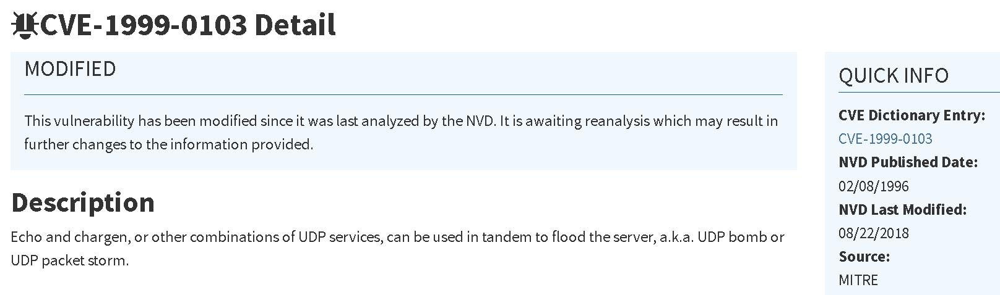 CVE-1999-0103 Detail
MODIFIED
This vulnerability has been modified since it was last analyzed by the NVD. It is awaiting reanalysis which may result in
further changes to the information provided.
Description
Echo and chargen, or other combinations of UDP services, can be used in tandem to flood the server, a.k.a. UDP bomb or
UDP packet storm.
QUICK INFO
CVE Dictionary Entry:
CVE-1999-0103
NVD Published Date:
02/08/1996
NVD Last Modified:
08/22/2018
Source:
MITRE